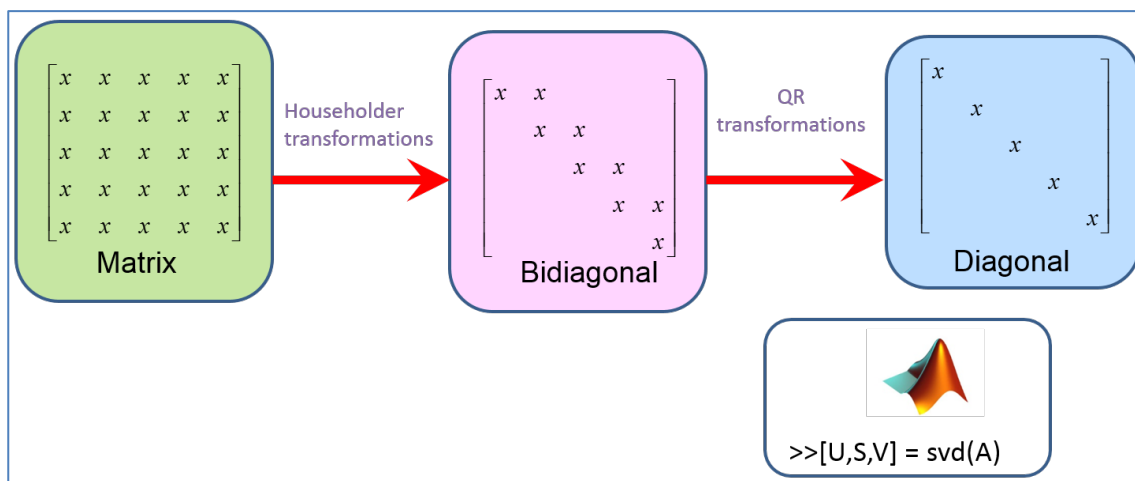 x x x x x
x x x x x
x x x x x
x x x x x
x x x x x
Matrix
Householder
transformations
x x
x x
x x
x x
x
Bidiagonal
QR
transformations
x
x
x
x
x
Diagonal
>>[U,S,V] = svd(A)